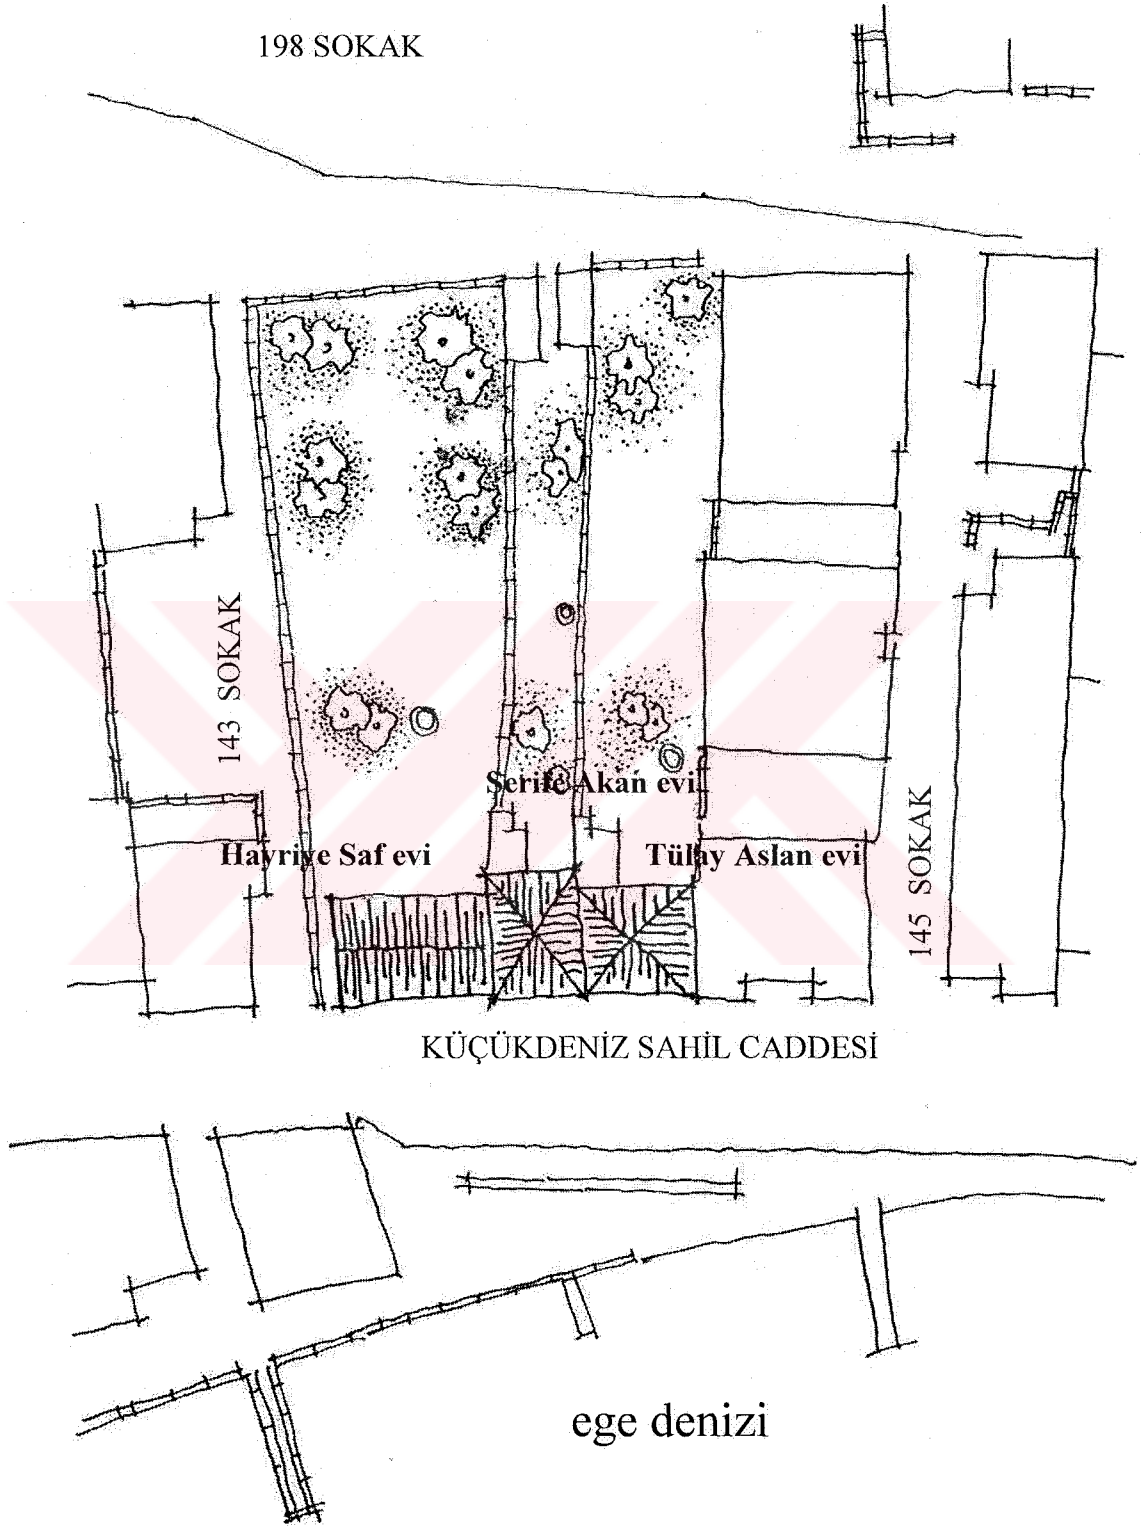 198 SOKAK
143 SOKAK
Şerife Akan evi
Hayriye Saf evi
Tülay Aslan evi
145 SOKAK
KÜÇÜKDENİZ SAHİL CADDESİ
ege denizi